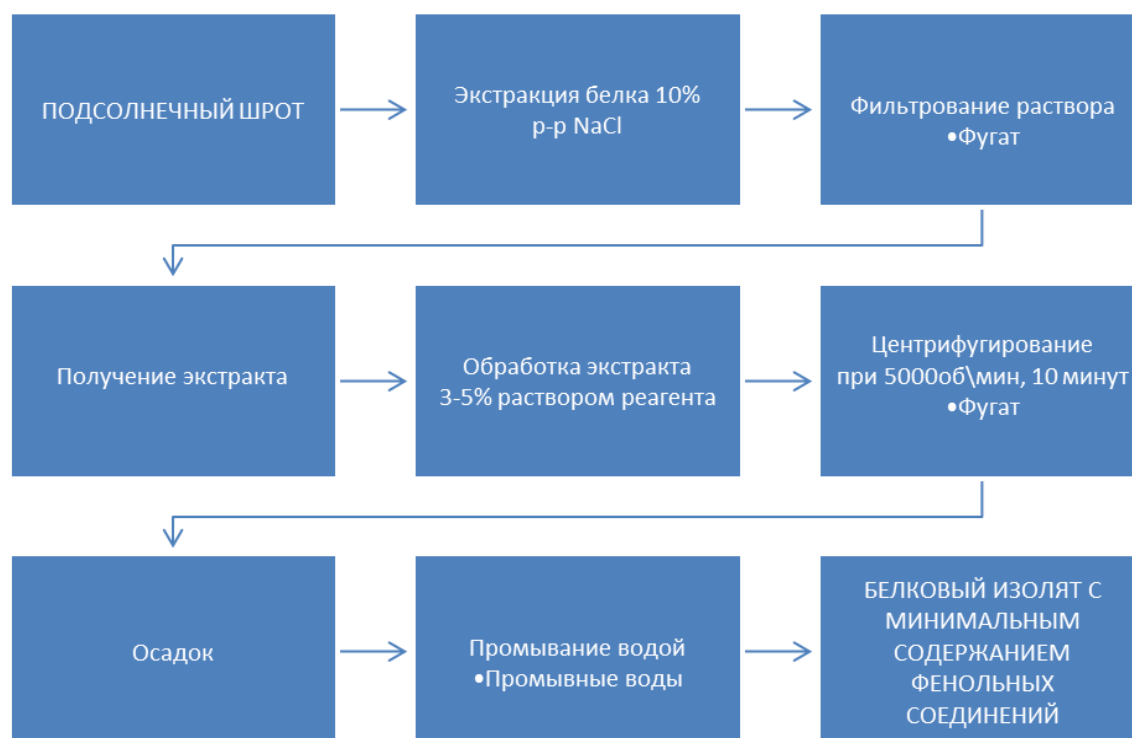 ПОДСОЛНЕЧНЫЙ ШРОТ
Экстракция белка 10%
р-р NaCl
Фильтрование раствора
•Фугат
Получение экстракта
Обработка экстракта
3-5% раствором реагента
Центрифугирование
при 5000об\мин, 10 минут
•Фугат
Осадок
Промывание водой
•Промывные воды
БЕЛКОВЫЙ ИЗОЛЯТ С
МИНИМАЛЬНЫМ
СОДЕРЖАНИЕМ
ФЕНОЛЬНЫХ
СОЕДИНЕНИЙ